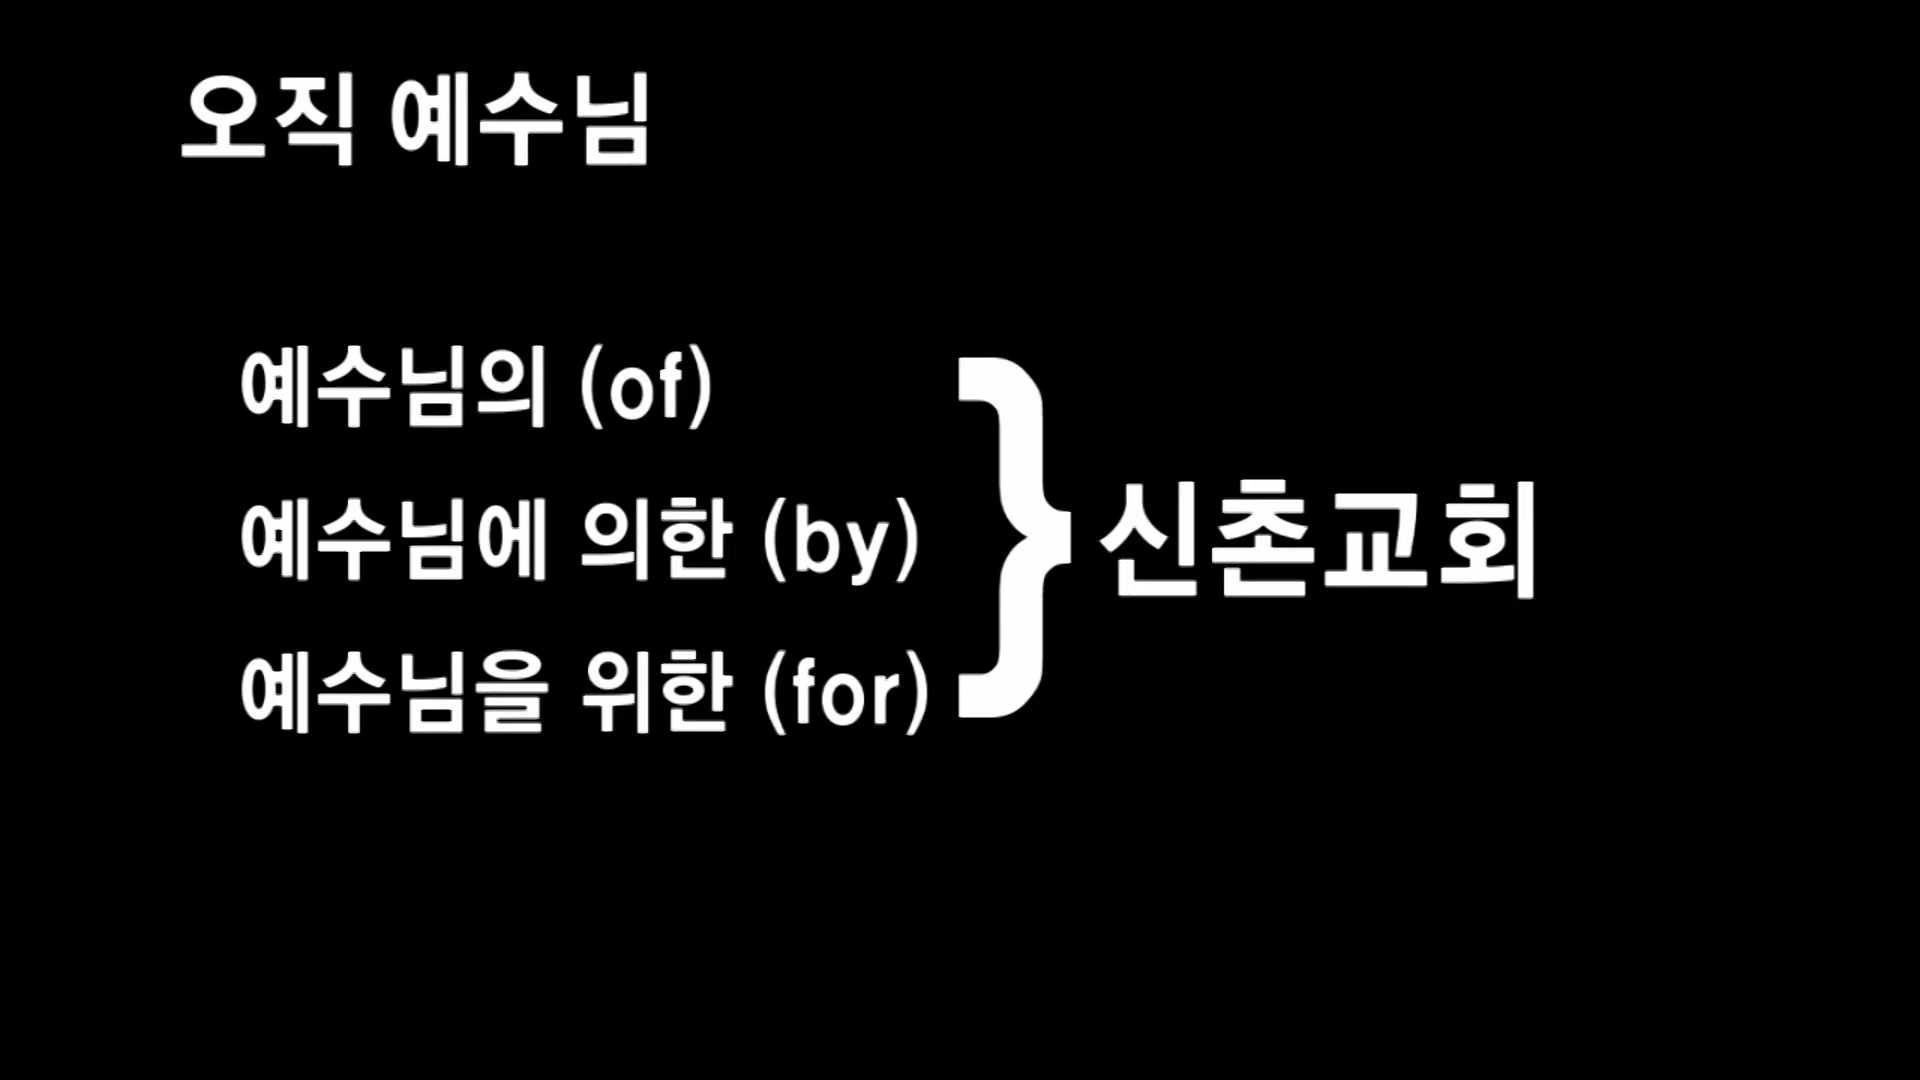 오직 예수님
예수님의 (of)
예수님에 의한 (by)
예수님을 위한 (for)
} 신촌교회